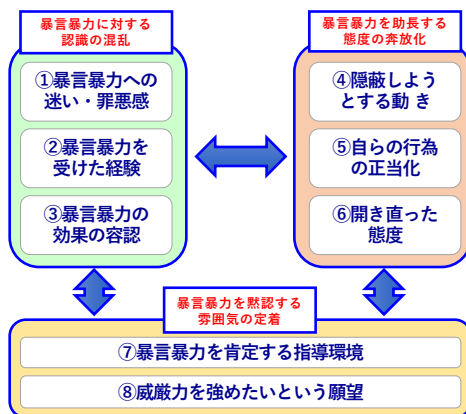 暴言暴力に対する
認識の混乱
①暴言暴力への
迷い・罪悪感
②暴言暴力を
受けた経験
③暴言暴力の
効果の容認
暴言暴力を助長する
態度の奔放化
④隠蔽しよう
とする動 き
⑤自らの行為
の正当化
⑥開き直った
態度
暴言暴力を黙認する
雰囲気の定着
⑦暴言暴力を肯定する指導環境
⑧威厳力を強めたいという願望